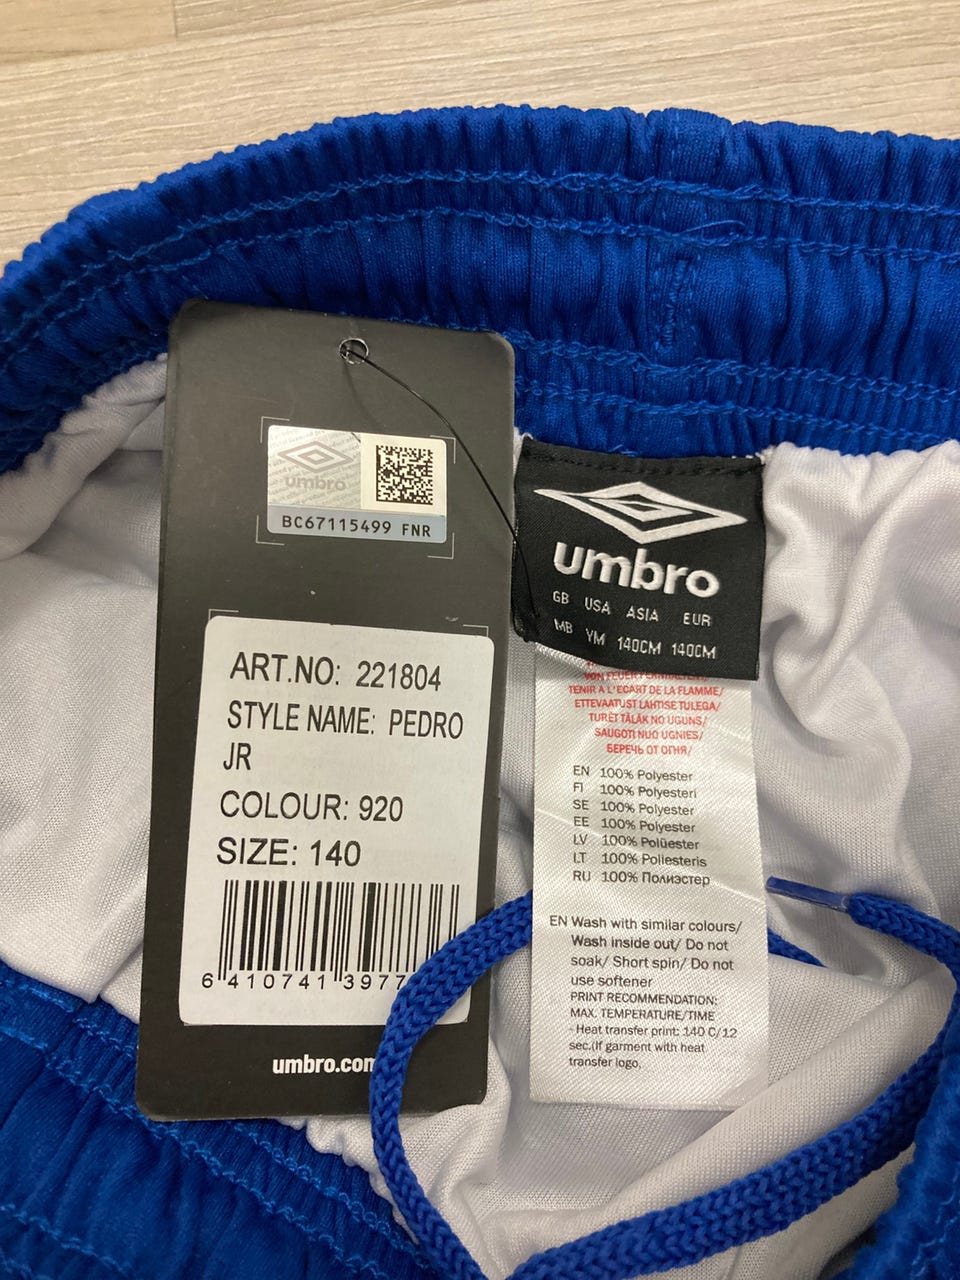 umbro
BC67115499 FNR
ART.NO: 221804
STYLE NAME: PEDRO
JR
COLOUR: 920
SIZE: 140
6 410741 3977
umbro.com
umbro
GB USA ASIA EUR
MB YM 140CM 140CM
VON FEUER FERNHALTEN/
TENIR A L'ECART DE LA FLAMME/
ETTEVAATUST LAHTISE TULEGA/
TURĒT TĀLĀK NO UGUNS/
SAUGOTI NUO UGNIES/
БЕРЕЧЬ ОТ ОГНЯ/
EN 100% Polyester
FI 100% Polyesteri
SE 100% Polyester
EE 100% Polyester
LV 100% Poliüester
LT 100% Poliesteris
RU 100% Полиэстер
EN Wash with similar colours/
Wash inside out/ Do not
soak/ Short spin/ Do not
use softener
PRINT RECOMMENDATION:
MAX. TEMPERATURE/TIME
- Heat transfer print: 140 C/12
sec.(If garment with heat
transfer logo,